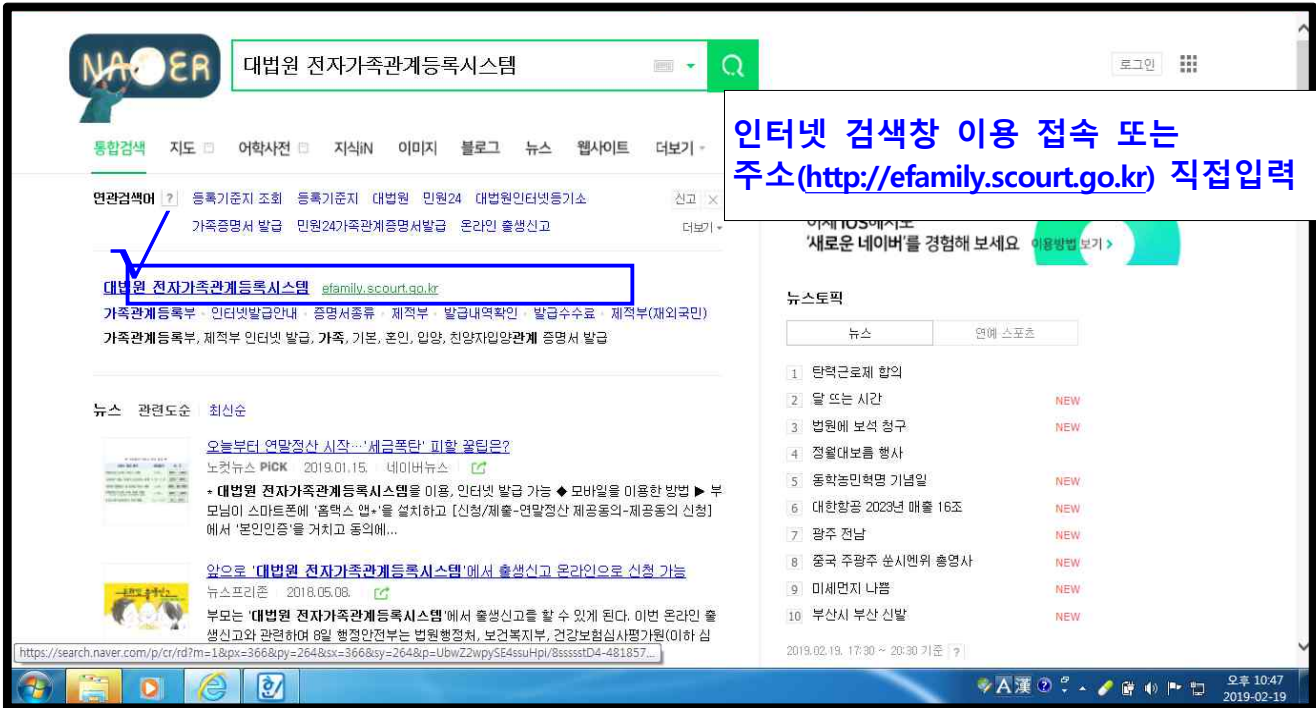 NAVER
대법원 전자가족관계등록시스템
로그인
인터넷 검색창 이용 접속 또는
주소(http://efamily.scourt.go.kr) 직접입력
통합검색 지도 어학사전 지식iN 이미지 블로그 뉴스 웹사이트 더보기
연관검색어 ? 등록기준지 조회 등록기준지 대법원 민원24 대법원인터넷등기소 신고 ×
가족증명서 발급 민원24가족관계증명서발급 온라인 출생신고 더보기
'새로운 네이버'를 경험해 보세요 이용방법 보기 >
대법원 전자가족관계등록시스템 efamily.scourt.go.kr
가족관계등록부 · 인터넷발급안내 · 증명서종류 · 제적부 · 발급내역확인 · 발급수수료 · 제적부(재외국민)
가족관계등록부, 제적부 인터넷 발급, 가족, 기본, 혼인, 입양, 친양자입양관계 증명서 발급
뉴스 관련도순 최신순
오늘부터 연말정산 시작…'세금폭탄' 피할 꿀팁은?
노컷뉴스 PiCK 2019.01.15. 네이버뉴스
* 대법원 전자가족관계등록시스템을 이용, 인터넷 발급 가능 ◆ 모바일을 이용한 방법 ▶ 부
모님이 스마트폰에 '홈택스 앱*'을 설치하고 [신청/제출-연말정산 제공동의-제공동의 신청]
에서 '본인인증'을 거치고 동의에...
앞으로 '대법원 전자가족관계등록시스템'에서 출생신고 온라인으로 신청 가능
뉴스프리존 2018.05.08.
부모는 '대법원 전자가족관계등록시스템'에서 출생신고를 할 수 있게 된다. 이번 온라인 출
생신고와 관련하여 8일 행정안전부는 법원행정처, 보건복지부, 건강보험심사평가원(이하 심
https://search.naver.com/p/cr/rd?m=1&px=366&py=264&sx=366&sy=264&p=UbwZ2wpySE4ssuHpi/8ssssstD4-481857...
뉴스토픽
뉴스 연예 스포츠
1 탄력근로제 합의
2 달 뜨는 시간 NEW
3 법원에 보석 청구 NEW
4 정월대보름 행사
5 동학농민혁명 기념일 NEW
6 대한항공 2023년 매출 16조 NEW
7 광주 전남 NEW
8 중국 주광주 쑨시엔위 총영사 NEW
9 미세먼지 나쁨 NEW
10 부산시 부산 신발 NEW
2019.02.19. 17:30 ~ 20:30 기준 ?
A 漢 ?
오후 10:47
2019-02-19